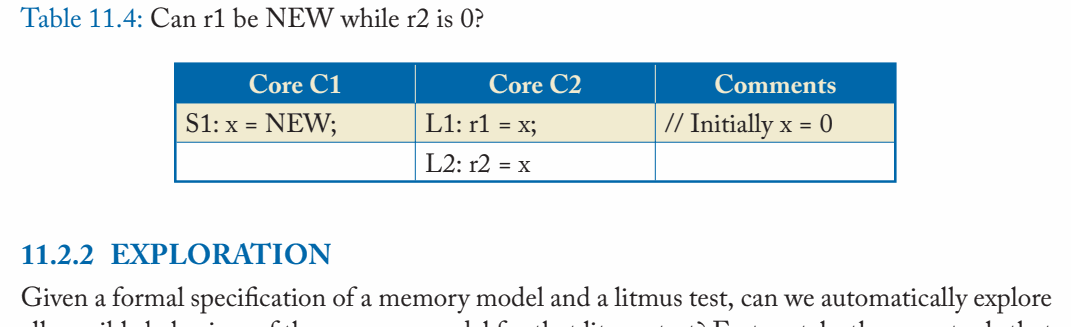 Table 11.4: Can r1 be NEW while r2 is 0?
Core C1 Core C2 Comments
S1: x = NEW; L1: r1 = x; // Initially x = 0
L2: r2 = x
11.2.2 EXPLORATION
Given a formal specification of a memory model and a litmus test, can we automatically explore